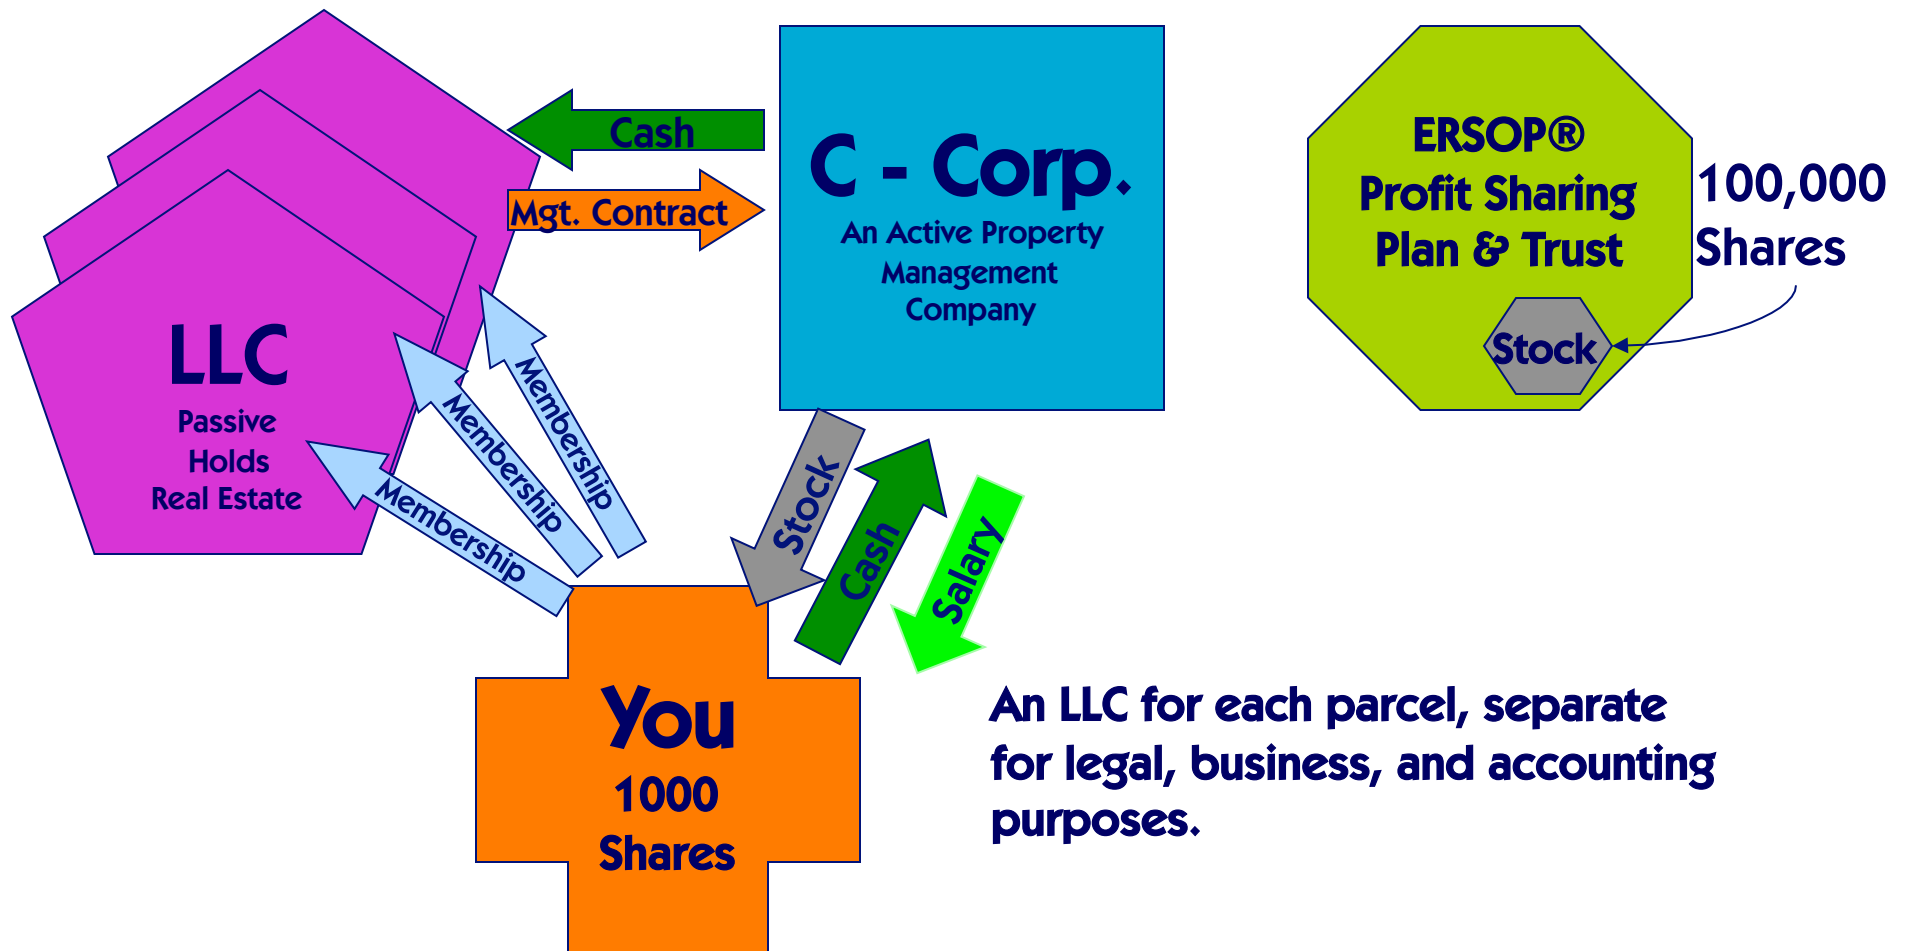 Cash
Mgt. Contract
C - Corp.
An Active Property
Management
Company
ERSOP®
Profit Sharing
Plan & Trust
Stock
100,000
Shares
LLC
Passive
Holds
Real Estate
Membership
Membership
Membership
Stock
Cash
Salary
You
1000
Shares
An LLC for each parcel, separate
for legal, business, and accounting
purposes.